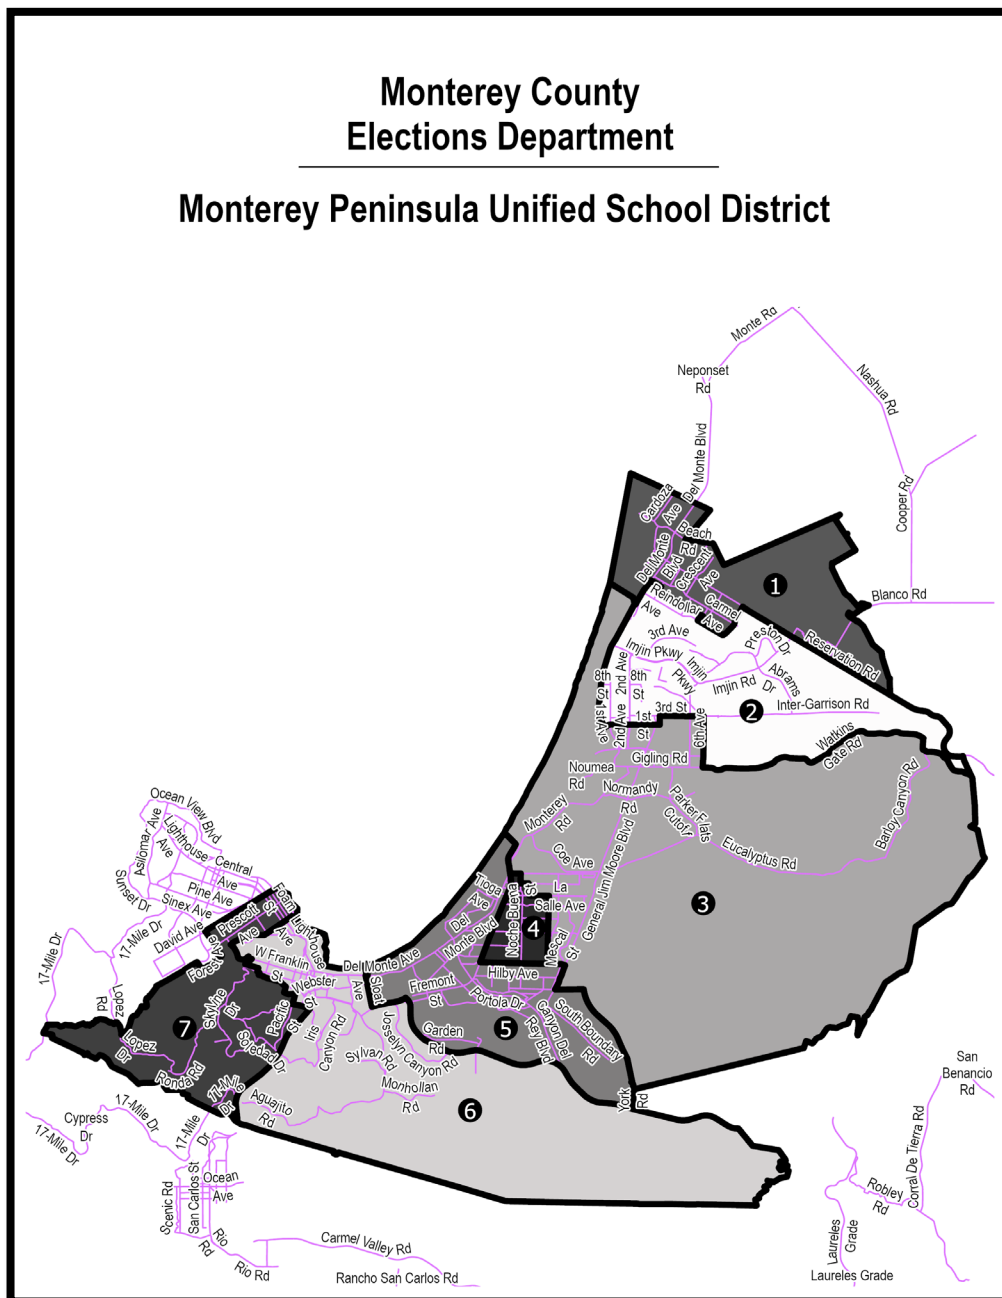 Monterey County
Elections Department
Monterey Peninsula Unified School District
Monte Rd
Neponset
Rd
Nashua Rd
Del Monte Blvd
Cooper Rd
Cardoza
Ave
Beach
Rd
Del Monte
Blvd
Crescent
Ave
Carmel
Ave
1
Blanco Rd
Reindollar
Ave
Reservation Rd
3rd Ave
Preston Dr
Imjin Pkwy
Imjin
Pkwy
Imjin Rd
Abrams
Dr
8th
St
2nd Ave
8th
St
Inter-Garrison Rd
2
3rd St
1st
St
1st Ave
2nd Ave
6th Ave
Watkins
Gate Rd
Gigling Rd
Noumea
Rd
Normandy
Rd
Parker Flats
Cutoff
Monterey
Rd
Barloy Canyon Rd
Eucalyptus Rd
Coe Ave
General Jim Moore Blvd
Ocean View Blvd
Asilomar Ave
Lighthouse
Ave
Central
Ave
Pine Ave
Sunset Dr
Sinex Ave
Foam
St
Lighthouse
Ave
Prescott
Ave
David Ave
Forest Ave
17-Mile Dr
17-Mile Dr
Lopez
Rd
Tioga
Ave
La
Salle Ave
Noche Buena
St
3
4
Del
Monte Blvd
Mescal
St
W Franklin
St
Del Monte Ave
Sloat
Ave
Webster
St
Fremont
St
Hilby Ave
Portola Dr
Skyline
Dr
7
Pacific
St
Iris
Canyon Rd
Josselyn Canyon Rd
Garden
Rd
5
Canyon Del
Rey Blvd
South Boundary
Rd
Lopez
Dr
Soledad Dr
Sylvan Rd
Ronda Rd
17-Mile
Dr
Monhollan
Rd
York
Rd
Aguajito
Rd
6
San
Benancio
Rd
17-Mile Dr
Cypress
Dr
17-Mile Dr
17-Mile
Dr
Corral De Tierra Rd
Ocean
Ave
Scenic Rd
San Carlos St
Robley
Rd
Rio
Rd
Rio Rd
Carmel Valley Rd
Laureles
Grade
Rancho San Carlos Rd
Laureles Grade